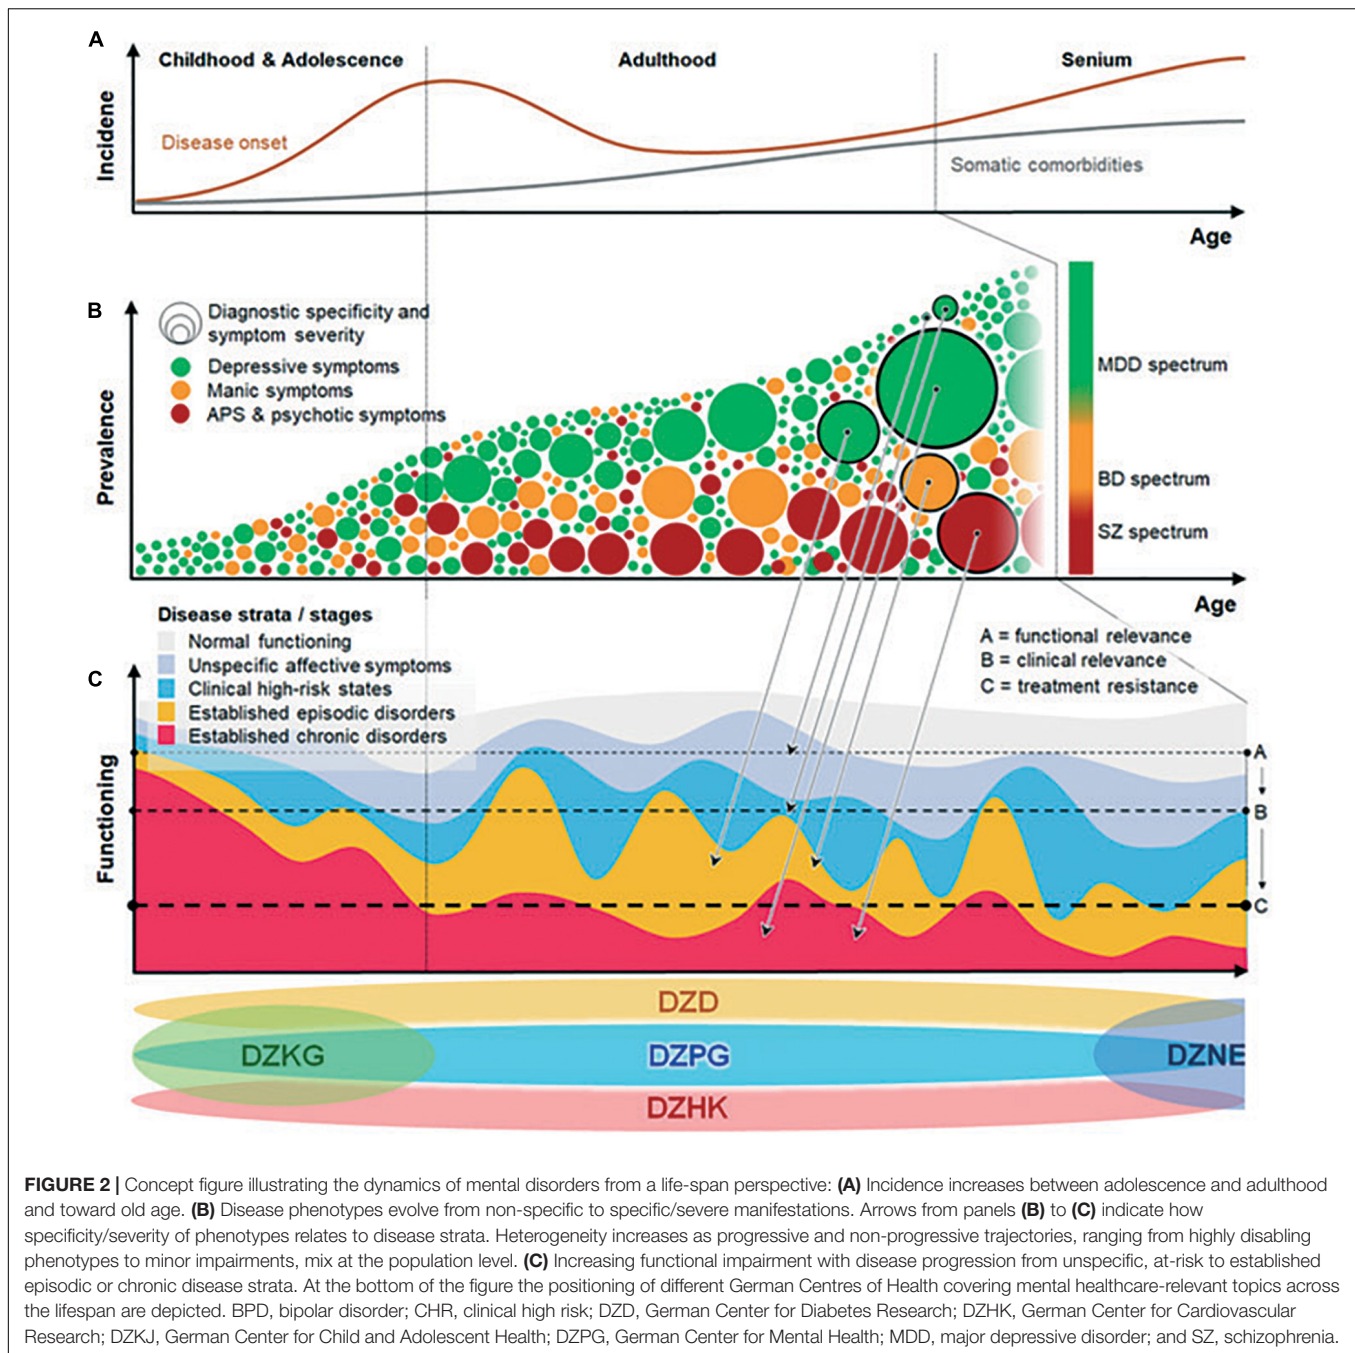 A
Childhood & Adolescence
Adulthood
Senium
Incidene
Disease onset
Somatic comorbidities
Age
B
Diagnostic specificity and
symptom severity
Depressive symptoms
Manic symptoms
APS & psychotic symptoms
Prevalence
MDD spectrum
BD spectrum
SZ spectrum
Age
Disease strata / stages
Normal functioning
Unspecific affective symptoms
Clinical high-risk states
Established episodic disorders
Established chronic disorders
A = functional relevance
B = clinical relevance
C = treatment resistance
C
Functioning
A
B
C
DZD
DZKG
DZPG
DZNE
DZHK
FIGURE 2 | Concept figure illustrating the dynamics of mental disorders from a life-span perspective: (A) Incidence increases between adolescence and adulthood
and toward old age. (B) Disease phenotypes evolve from non-specific to specific/severe manifestations. Arrows from panels (B) to (C) indicate how
specificity/severity of phenotypes relates to disease strata. Heterogeneity increases as progressive and non-progressive trajectories, ranging from highly disabling
phenotypes to minor impairments, mix at the population level. (C) Increasing functional impairment with disease progression from unspecific, at-risk to established
episodic or chronic disease strata. At the bottom of the figure the positioning of different German Centres of Health covering mental healthcare-relevant topics across
the lifespan are depicted. BPD, bipolar disorder; CHR, clinical high risk; DZD, German Center for Diabetes Research; DZHK, German Center for Cardiovascular
Research; DZKJ, German Center for Child and Adolescent Health; DZPG, German Center for Mental Health; MDD, major depressive disorder; and SZ, schizophrenia.